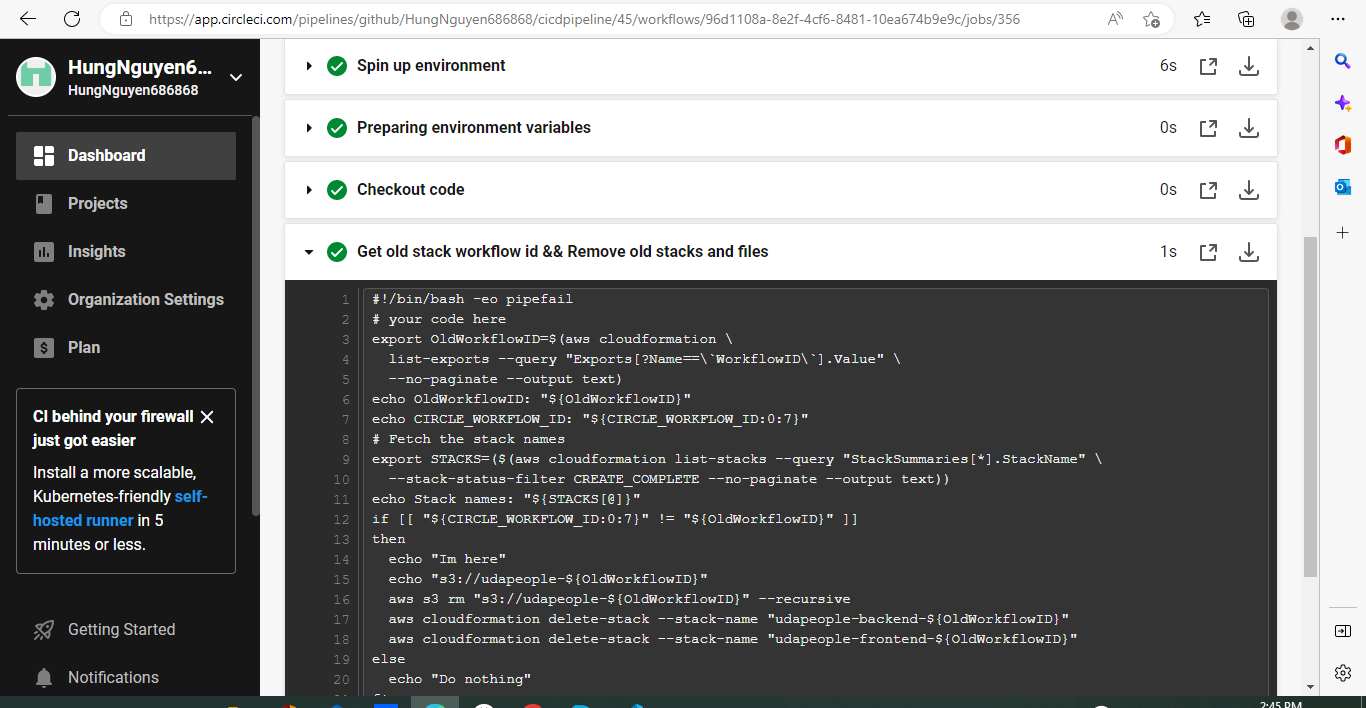 https://app.circleci.com/pipelines/github/HungNguyen686868/cicdpipeline/45/workflows/96d1108a-8e2f-4cf6-8481-10ea674b9e9c/jobs/356
HungNguyen6...
HungNguyen686868
Dashboard
Projects
Insights
Organization Settings
Plan
CI behind your firewall
just got easier
Install a more scalable,
Kubernetes-friendly self-
hosted runner in 5
minutes or less.
Getting Started
Notifications
Spin up environment 6s
Preparing environment variables 0s
Checkout code 0s
Get old stack workflow id && Remove old stacks and files 1s
1 #!/bin/bash -eo pipefail
2 # your code here
3 export OldWorkflowID=$(aws cloudformation \
4 list-exports --query "Exports[?Name==\`WorkflowID\`].Value" \
5 --no-paginate --output text)
6 echo OldWorkflowID: "${OldWorkflowID}"
7 echo CIRCLE_WORKFLOW_ID: "${CIRCLE_WORKFLOW_ID:0:7}"
8 # Fetch the stack names
9 export STACKS=($(aws cloudformation list-stacks --query "StackSummaries[*].StackName" \
10 --stack-status-filter CREATE_COMPLETE --no-paginate --output text))
11 echo Stack names: "${STACKS[@]}"
12 if [[ "${CIRCLE_WORKFLOW_ID:0:7}" != "${OldWorkflowID}" ]]
13 then
14 echo "Im here"
15 echo "s3://udapeople-${OldWorkflowID}"
16 aws s3 rm "s3://udapeople-${OldWorkflowID}" --recursive
17 aws cloudformation delete-stack --stack-name "udapeople-backend-${OldWorkflowID}"
18 aws cloudformation delete-stack --stack-name "udapeople-frontend-${OldWorkflowID}"
19 else
20 echo "Do nothing"
2:45 PM